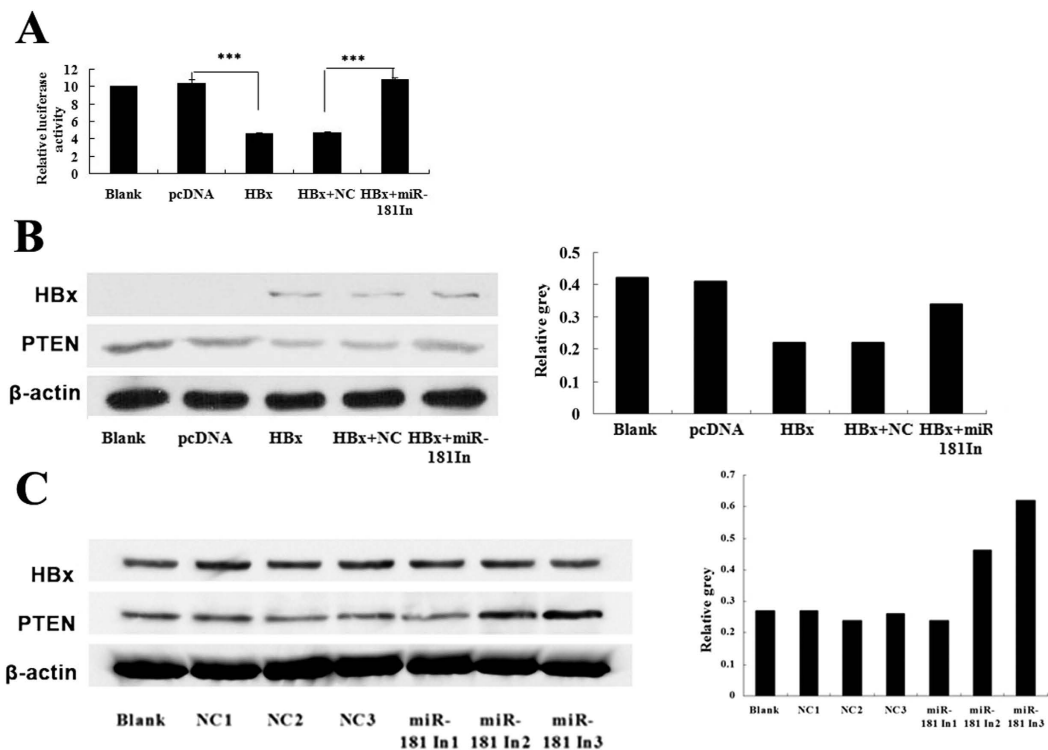 A
Relative luciferase
activity
12
10
8
6
4
2
0
***
***
Blank
pcDNA
HBx
HBx+NC
HBx+miR-
181In
B
HBx
PTEN
β-actin
Blank
pcDNA
HBx
HBx+NC
HBx+miR-
181In
Relative grey
0.5
0.4
0.3
0.2
0.1
0
Blank
pcDNA
HBx
HBx+NC
HBx+miR
181In
C
HBx
PTEN
β-actin
Blank
NC1
NC2
NC3
miR-
181 In1
miR-
181 In2
miR-
181 In3
Relative grey
0.7
0.6
0.5
0.4
0.3
0.2
0.1
0
Blank
NC1
NC2
NC3
miR-
181 In1
miR-
181 In2
miR-
181 In3